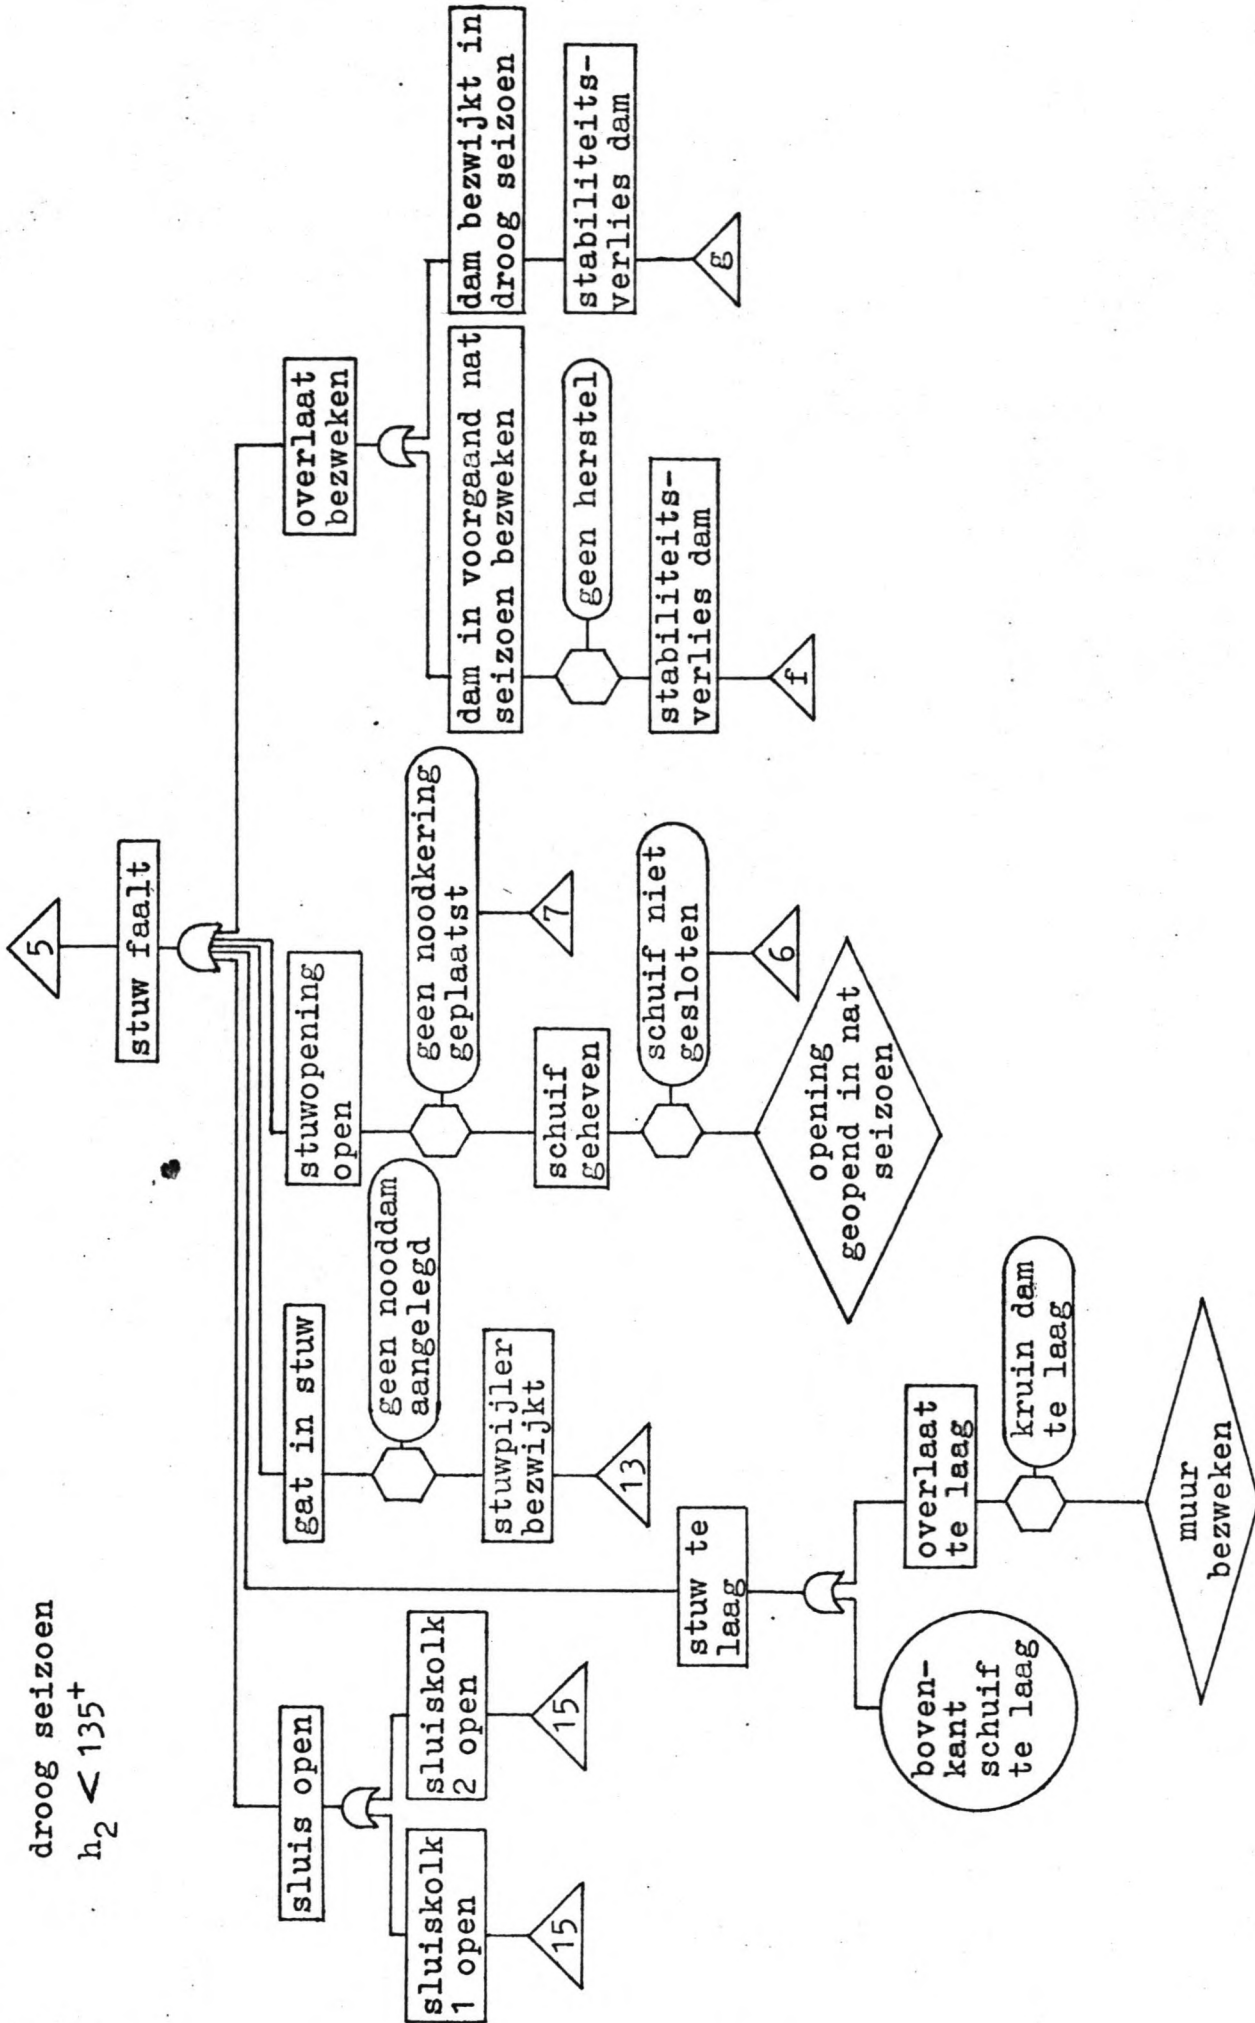 droog seizoen
h₂ < 135⁺
5
stuw faalt
sluis open
sluiskolk
1 open
15
sluiskolk
2 open
15
stuw te
laag
boven-
kant
schuif
te laag
overlaat
te laag
kruin dam
te laag
muur
bezweken
gat in stuw
geen nooddam
aangelegd
stuwpijler
bezwijkt
13
stuwopening
open
geen noodkering
geplaatst
7
schuif
geheven
schuif niet
gesloten
6
opening
geopend in nat
seizoen
overlaat
bezweken
dam in voorgaand nat
seizoen bezweken
geen herstel
stabiliteits-
verlies dam
f
dam bezwijkt in
droog seizoen
stabiliteits-
verlies dam
g